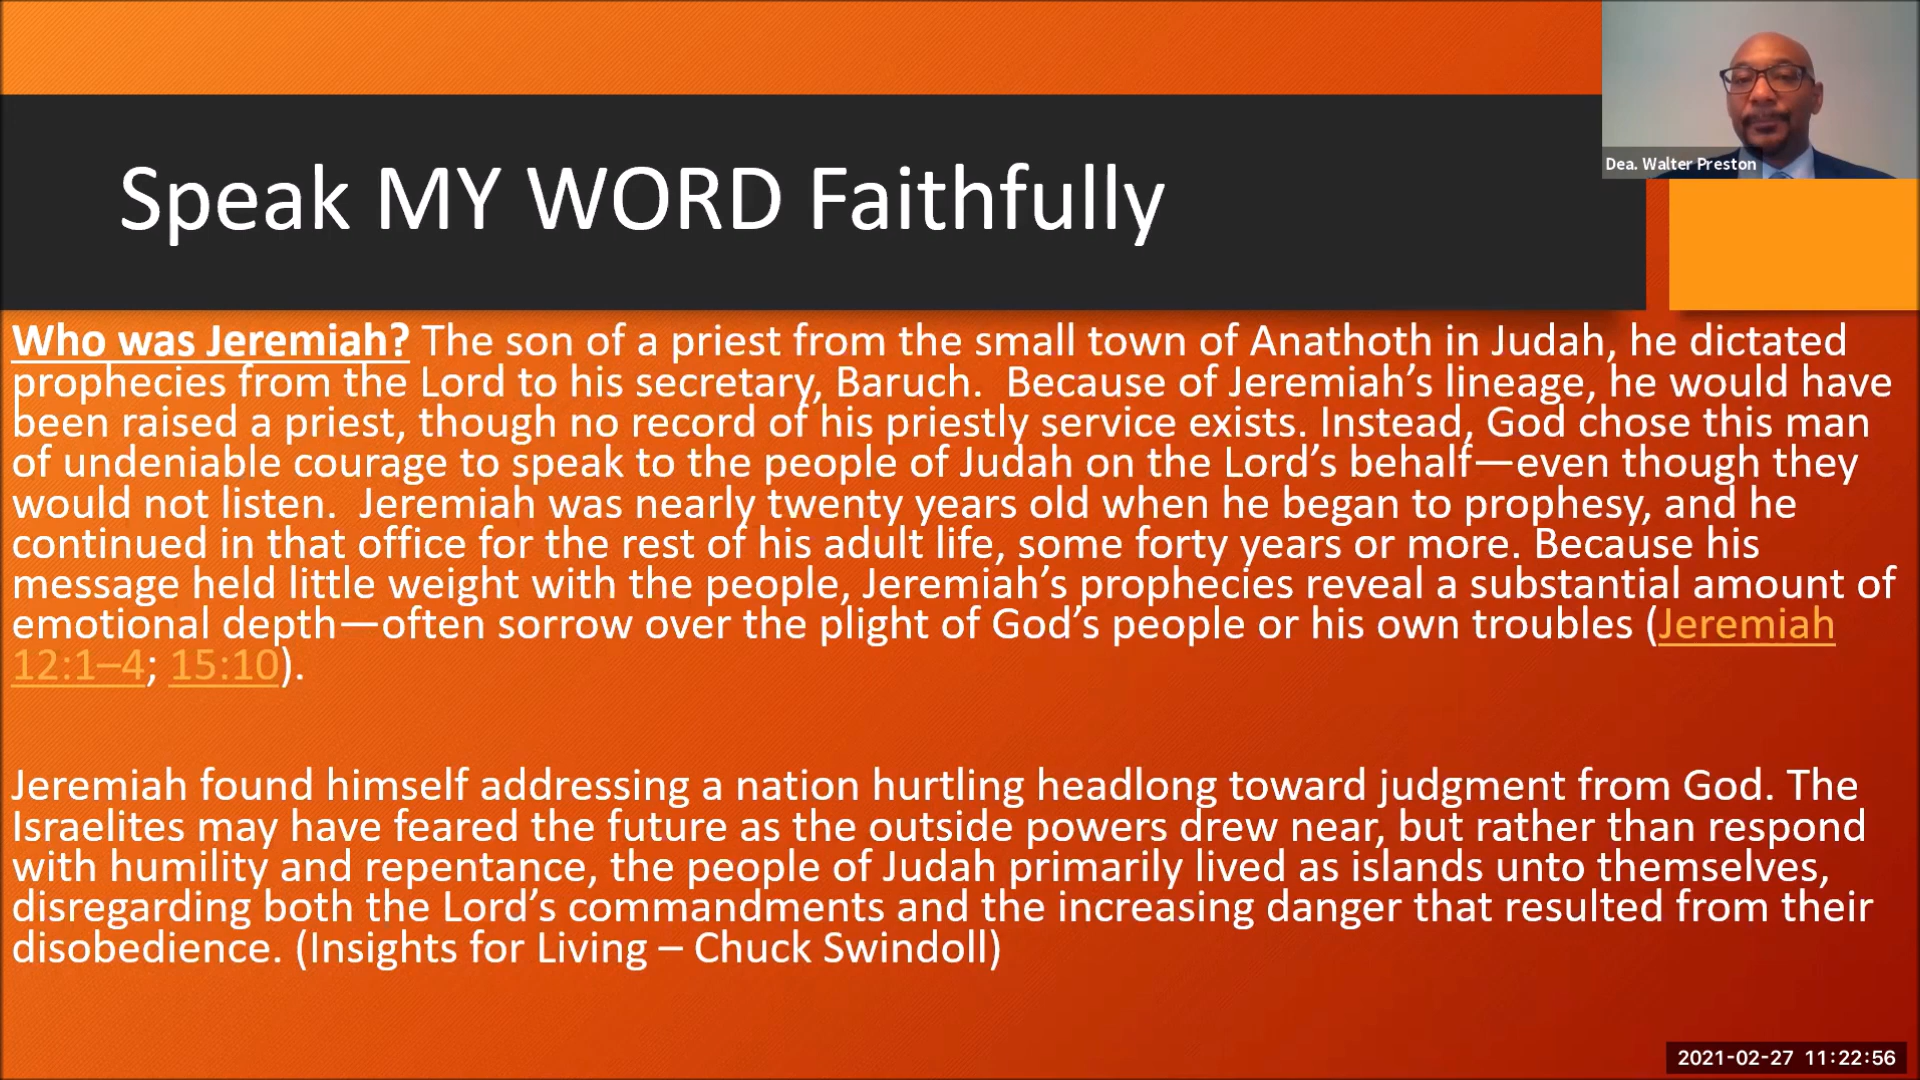 Dea. Walter Preston
Speak MY WORD Faithfully
Who was Jeremiah? The son of a priest from the small town of Anathoth in Judah, he dictated
prophecies from the Lord to his secretary, Baruch.  Because of Jeremiah’s lineage, he would have
been raised a priest, though no record of his priestly service exists. Instead, God chose this man
of undeniable courage to speak to the people of Judah on the Lord’s behalf—even though they
would not listen.  Jeremiah was nearly twenty years old when he began to prophesy, and he
continued in that office for the rest of his adult life, some forty years or more. Because his
message held little weight with the people, Jeremiah’s prophecies reveal a substantial amount of
emotional depth—often sorrow over the plight of God’s people or his own troubles (Jeremiah
12:1–4; 15:10).
Jeremiah found himself addressing a nation hurtling headlong toward judgment from God. The
Israelites may have feared the future as the outside powers drew near, but rather than respond
with humility and repentance, the people of Judah primarily lived as islands unto themselves,
disregarding both the Lord’s commandments and the increasing danger that resulted from their
disobedience. (Insights for Living – Chuck Swindoll)
2021-02-27 11:22:56